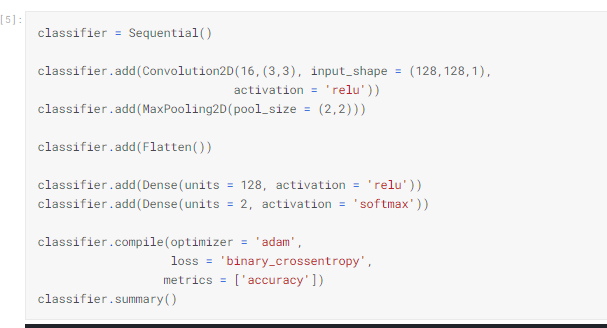 [5]:
classifier = Sequential()
classifier.add(Convolution2D(16,(3,3), input_shape = (128,128,1),
activation = 'relu'))
classifier.add(MaxPooling2D(pool_size = (2,2)))
classifier.add(Flatten())
classifier.add(Dense(units = 128, activation = 'relu'))
classifier.add(Dense(units = 2, activation = 'softmax'))
classifier.compile(optimizer = 'adam',
loss = 'binary_crossentropy',
metrics = ['accuracy'])
classifier.summary()